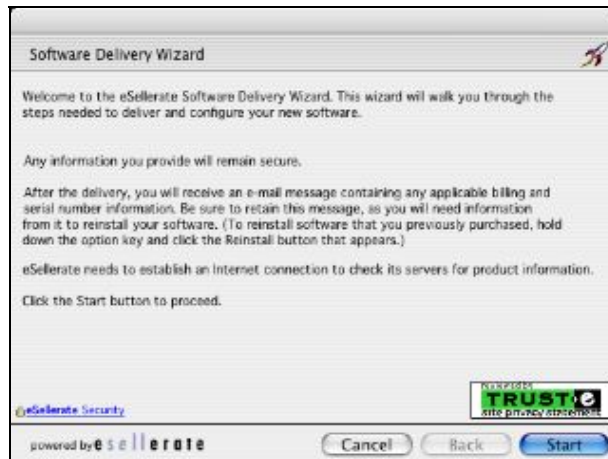 Software Delivery Wizard
Welcome to the eSellerate Software Delivery Wizard. This wizard will walk you through the
steps needed to deliver and configure your new software.
Any information you provide will remain secure.
After the delivery, you will receive an e-mail message containing any applicable billing and
serial number information. Be sure to retain this message, as you will need information
from it to reinstall your software. (To reinstall software that you previously purchased, hold
down the option key and click the Reinstall button that appears.)
eSellerate needs to establish an Internet connection to check its servers for product information.
Click the Start button to proceed.
TRUSTe
site privacy statement
eSellerate Security
powered by esellerate
Cancel
Back
Start